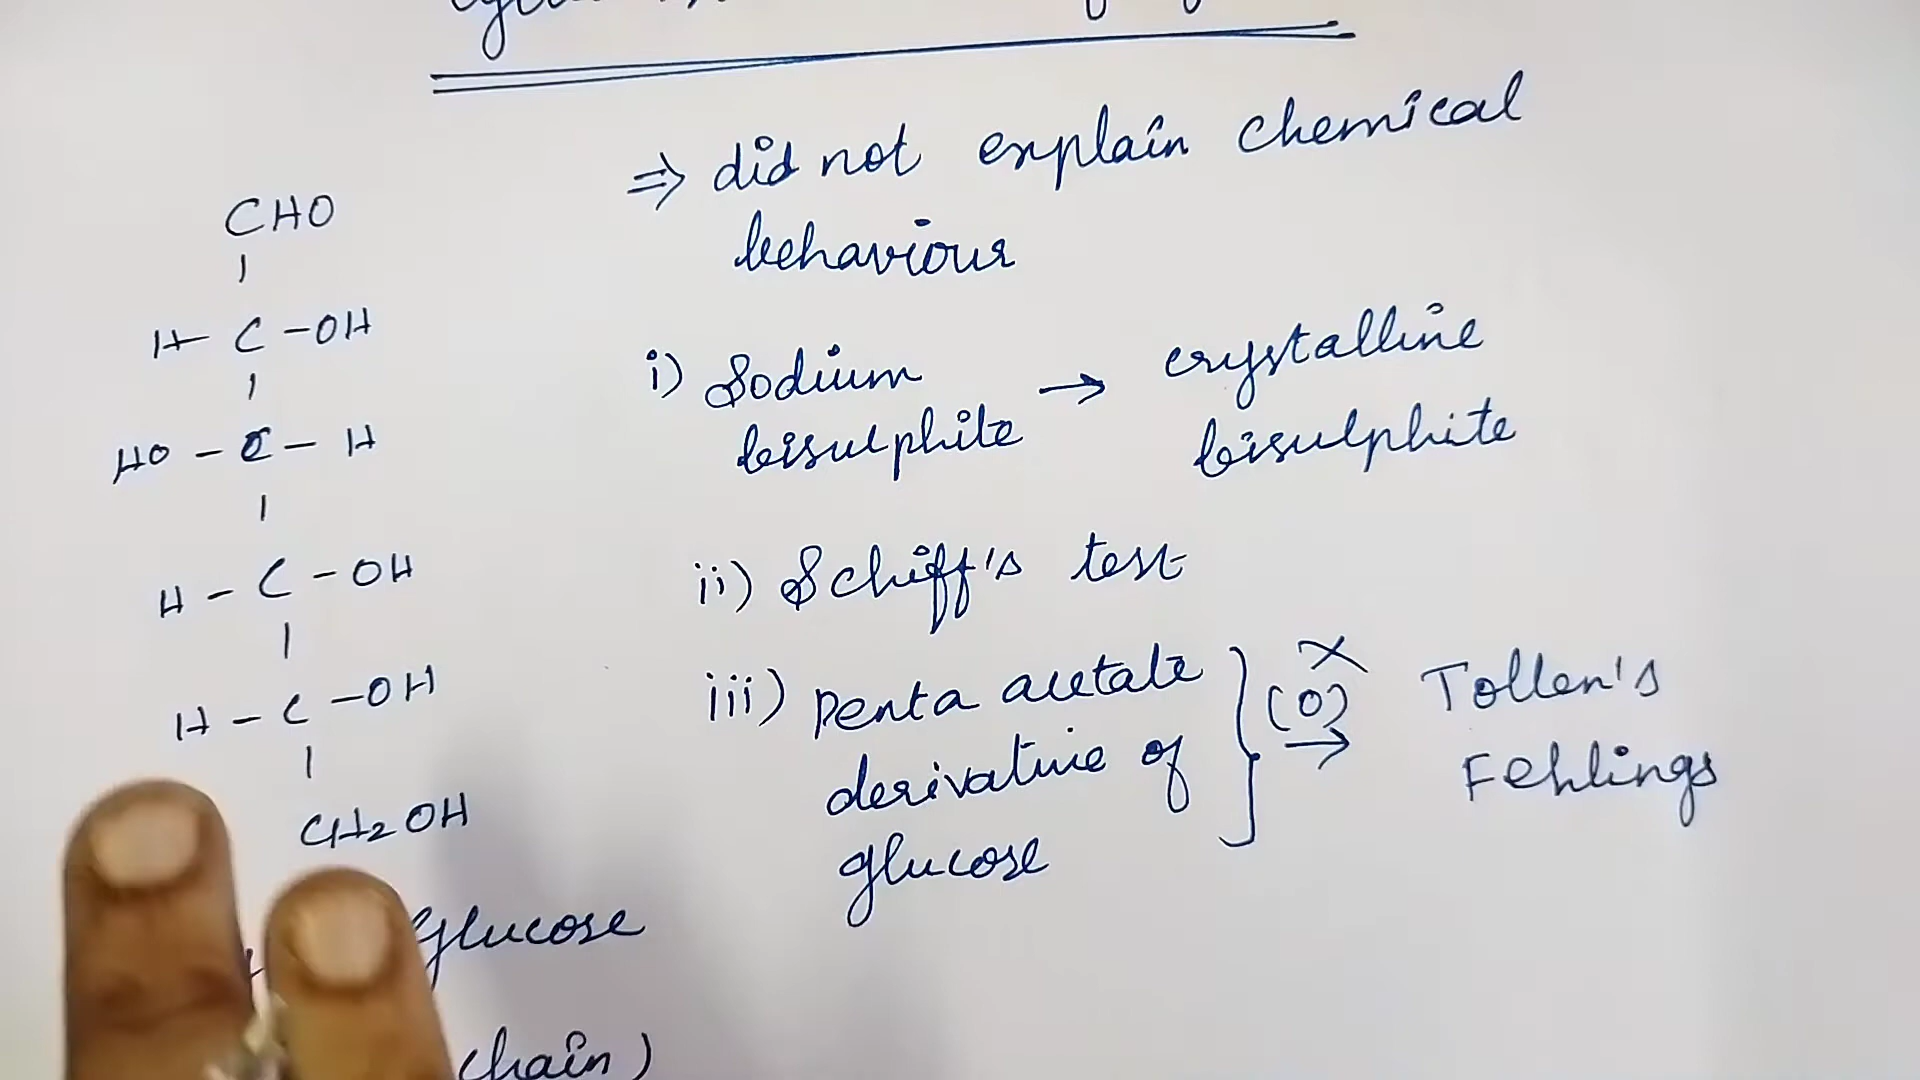 ⇒ did not explain chemical
behaviour
CHO
|
H- C -OH
|
HO - C - H
|
H - C - OH
|
H - C -OH
|
CH2OH
glucose
chain)
i) Sodium → crystalline
bisulphite bisulphite
ii) Schiff's test
iii) Penta acetate
derivative of
glucose
X
(O)
→
Tollen's
Fehlings